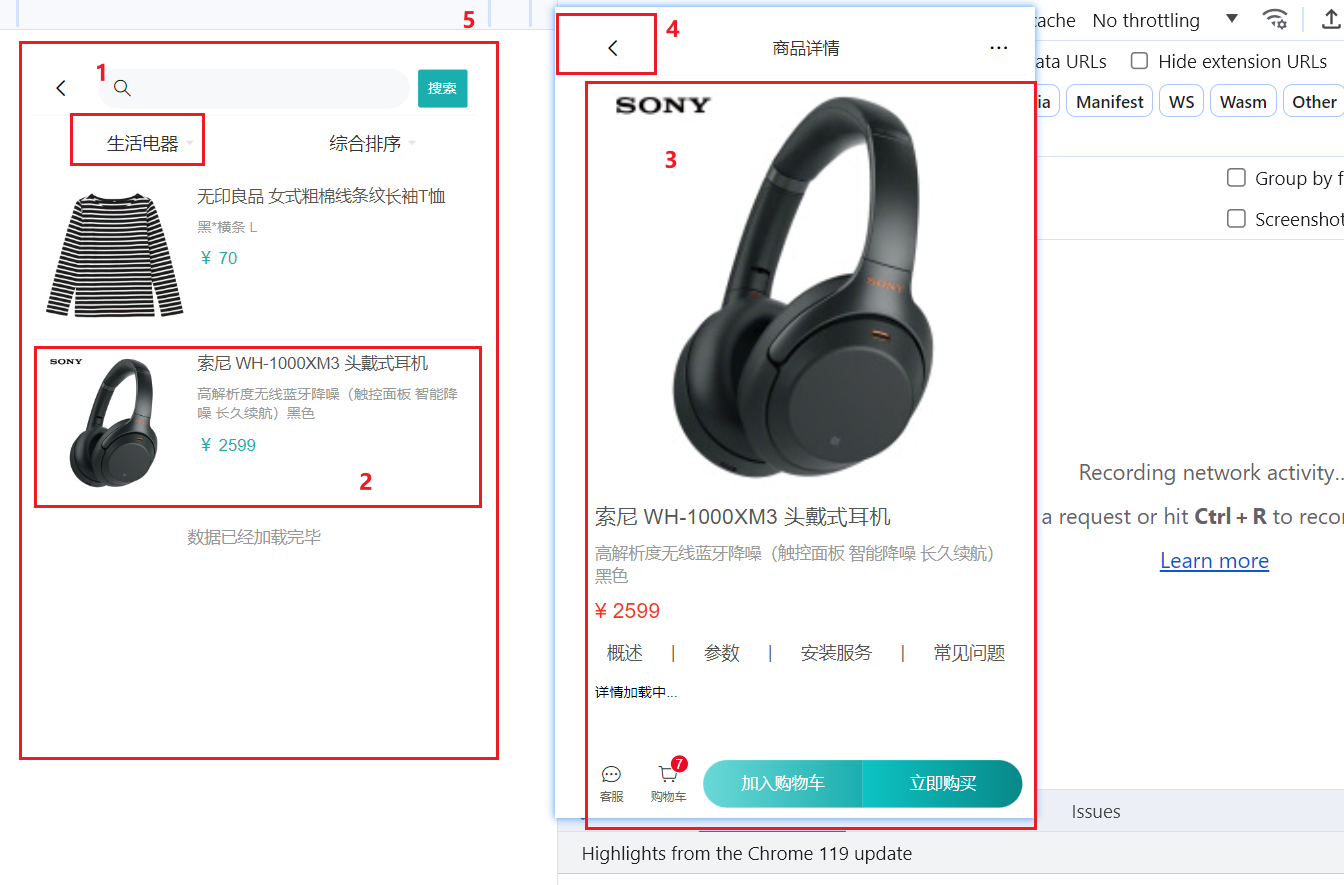 5
1
搜索
生活电器
综合排序
无印良品 女式粗棉线条纹长袖T恤
黑*横条 L
¥ 70
SONY
索尼 WH-1000XM3 头戴式耳机
高解析度无线蓝牙降噪（触控面板 智能降
噪 长久续航）黑色
¥ 2599
2
数据已经加载完毕
4
商品详情
...
SONY
3
SONY
索尼 WH-1000XM3 头戴式耳机
高解析度无线蓝牙降噪（触控面板 智能降噪 长久续航）
黑色
¥ 2599
概述 | 参数 | 安装服务 | 常见问题
详情加载中...
7
客服
购物车
加入购物车
立即购买
cache No throttling
ata URLs Hide extension URLs
ia Manifest WS Wasm Other
Group by f
Screenshot
Recording network activity..
a request or hit Ctrl + R to recor
Learn more
Issues
Highlights from the Chrome 119 update